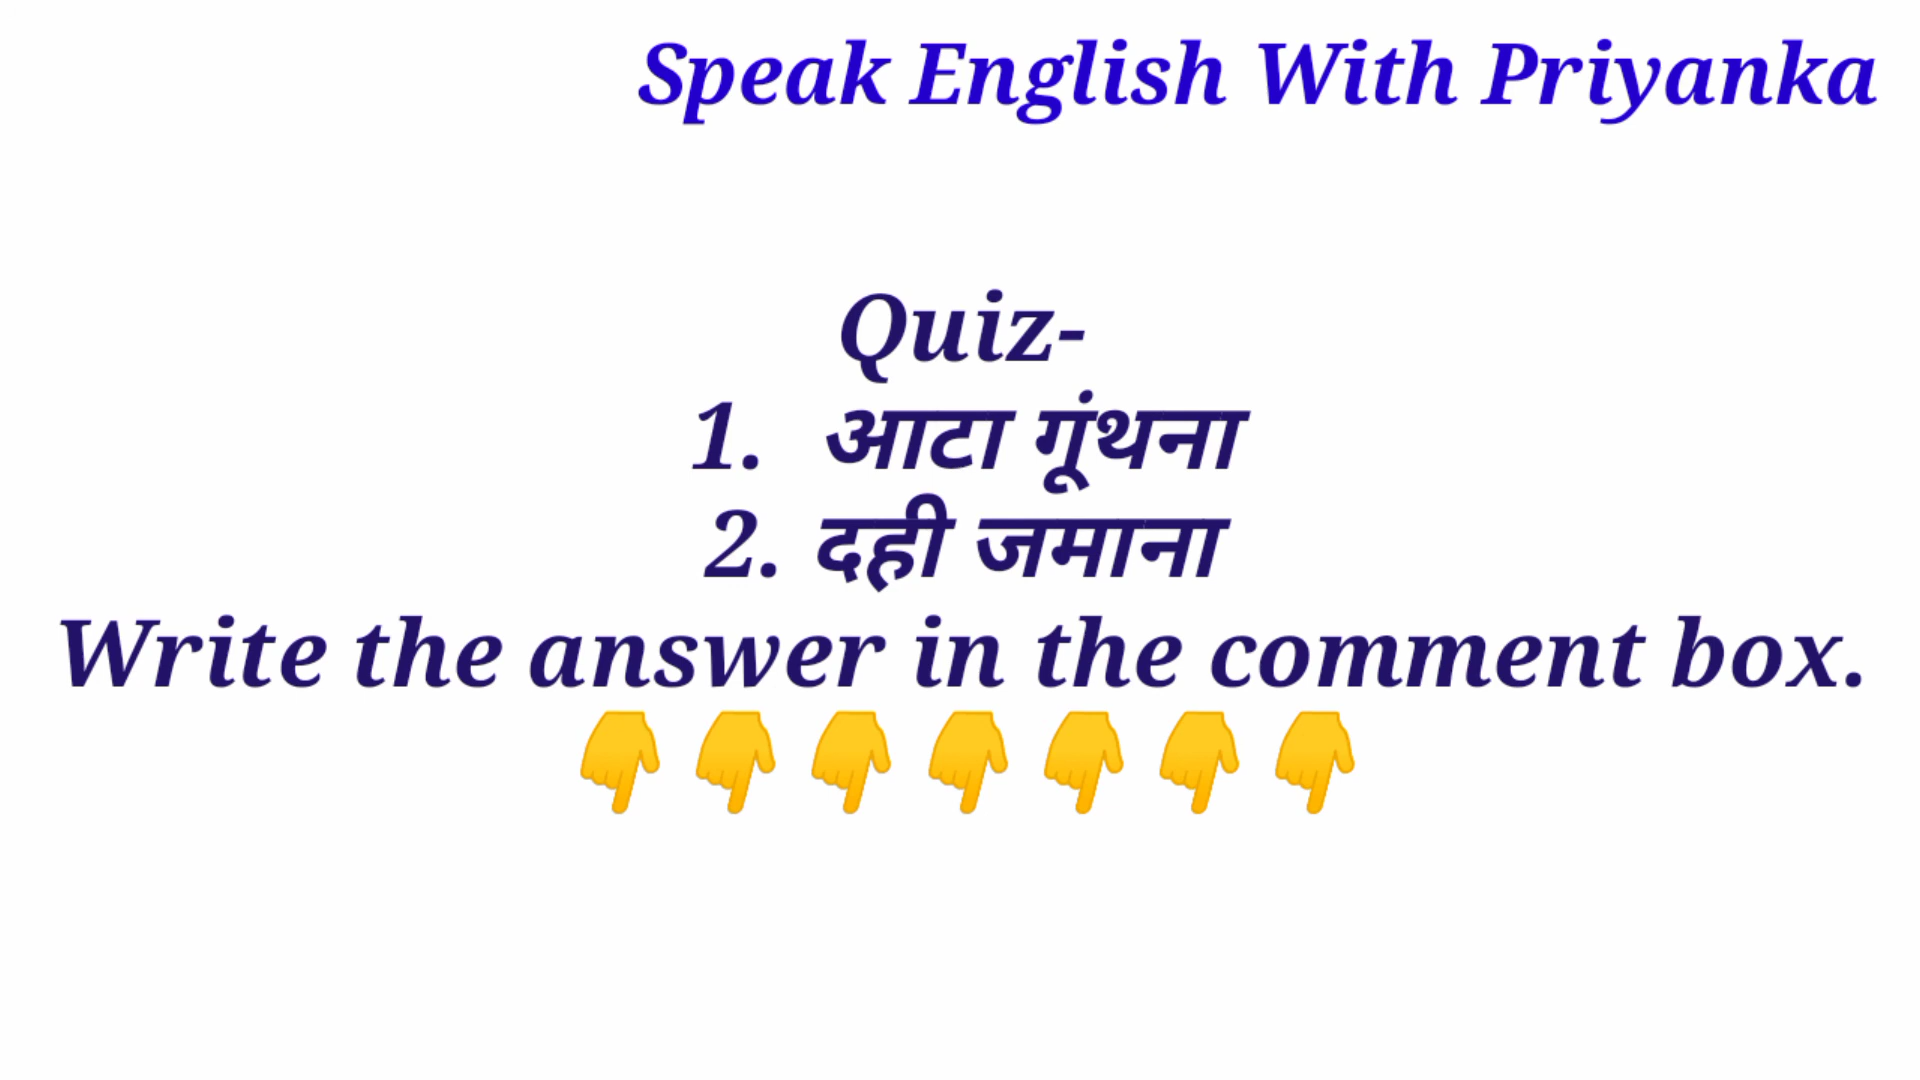 Speak English With Priyanka
Quiz-
1. आटा गूंथना
2. दही जमाना
Write the answer in the comment box.
👇👇👇👇👇👇👇